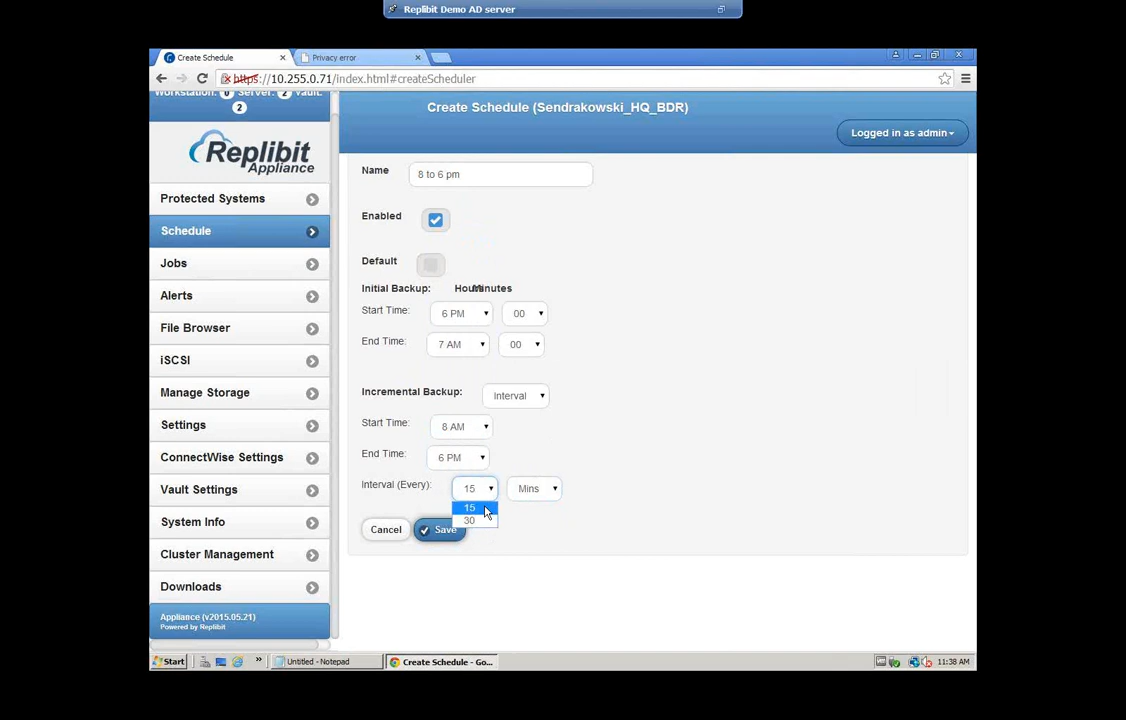 Replibit Demo AD server
Create Schedule
Privacy error
https://10.255.0.71/index.html#createScheduler
Workstation: 0 Server: 2 Vault:
2
Create Schedule (Sendrakowski_HQ_BDR)
Logged in as admin
Replibit
Appliance
Protected Systems
Schedule
Jobs
Alerts
File Browser
iSCSI
Manage Storage
Settings
ConnectWise Settings
Vault Settings
System Info
Cluster Management
Downloads
Appliance (v2015.05.21)
Powered by Replibit
Name 8 to 6 pm
Enabled
Default
Initial Backup: Hours Minutes
Start Time: 6 PM 00
End Time: 7 AM 00
Incremental Backup: Interval
Start Time: 8 AM
End Time: 6 PM
Interval (Every): 15 Mins
15
30
Cancel Save
Start
Untitled - Notepad
Create Schedule - Go...
11:38 AM